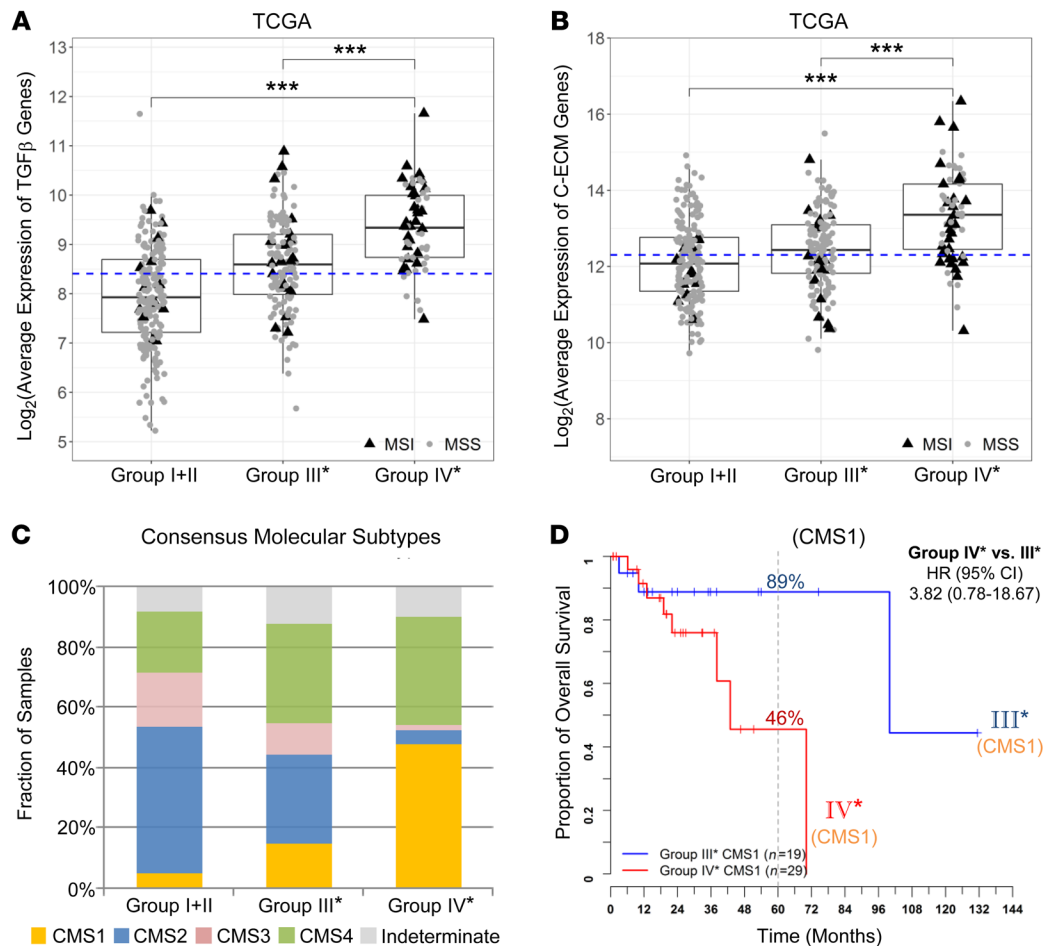 A
TCGA
Log2(Average Expression of TGFβ Genes)
13
12
11
10
9
8
7
6
5
***
***
MSI
MSS
Group I+II
Group III*
Group IV*
B
TCGA
Log2(Average Expression of C-ECM Genes)
18
16
14
12
10
8
***
***
MSI
MSS
Group I+II
Group III*
Group IV*
C
Consensus Molecular Subtypes
Fraction of Samples
100%
80%
60%
40%
20%
0%
Group I+II
Group III*
Group IV*
CMS1
CMS2
CMS3
CMS4
Indeterminate
D
(CMS1)
Group IV* vs. III*
HR (95% CI)
3.82 (0.78-18.67)
Proportion of Overall Survival
1
0.8
0.6
0.4
0.2
0
89%
46%
III*
(CMS1)
IV*
(CMS1)
Group III* CMS1 (n=19)
Group IV* CMS1 (n=29)
0 12 24 36 48 60 72 84 96 108 120 132 144
Time (Months)